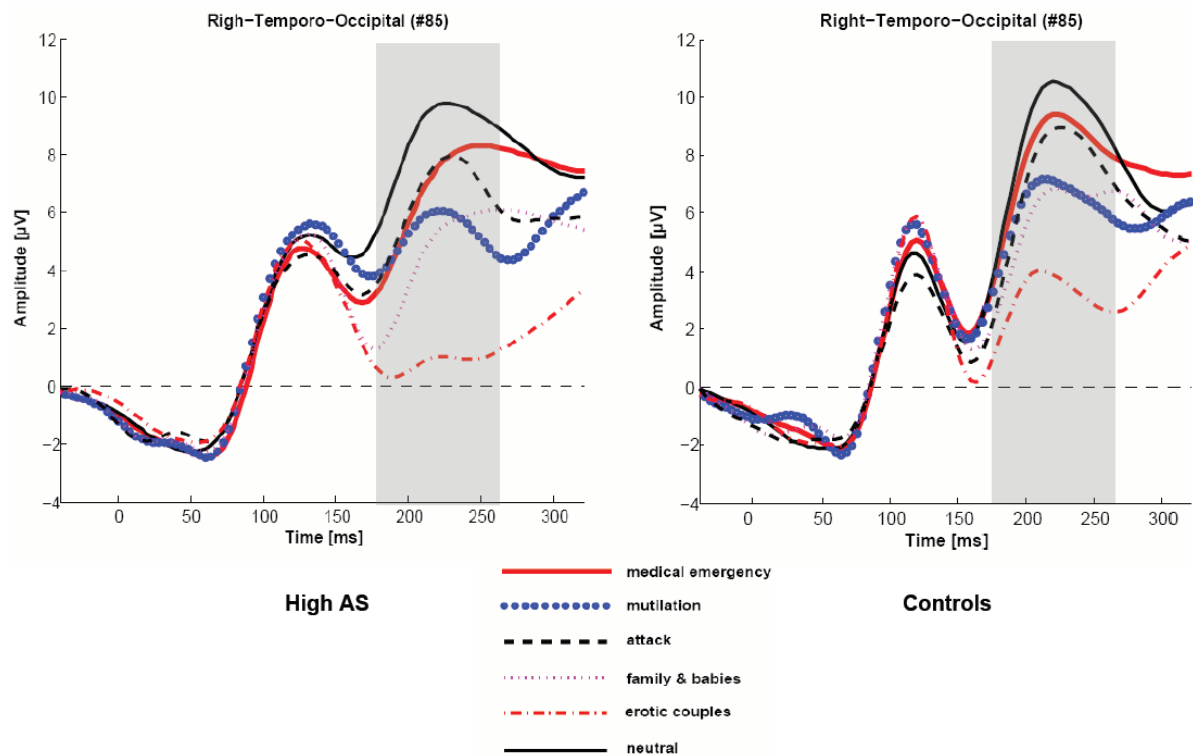 Righ-Temporo-Occipital (#85)
12
10
8
6
4
2
0
−2
−4
Amplitude [µV]
0
50
100
150
200
250
300
Time [ms]
High AS
Right-Temporo-Occipital (#85)
12
10
8
6
4
2
0
−2
−4
Amplitude [µV]
0
50
100
150
200
250
300
Time [ms]
Controls
medical emergency
mutilation
attack
family & babies
erotic couples
neutral